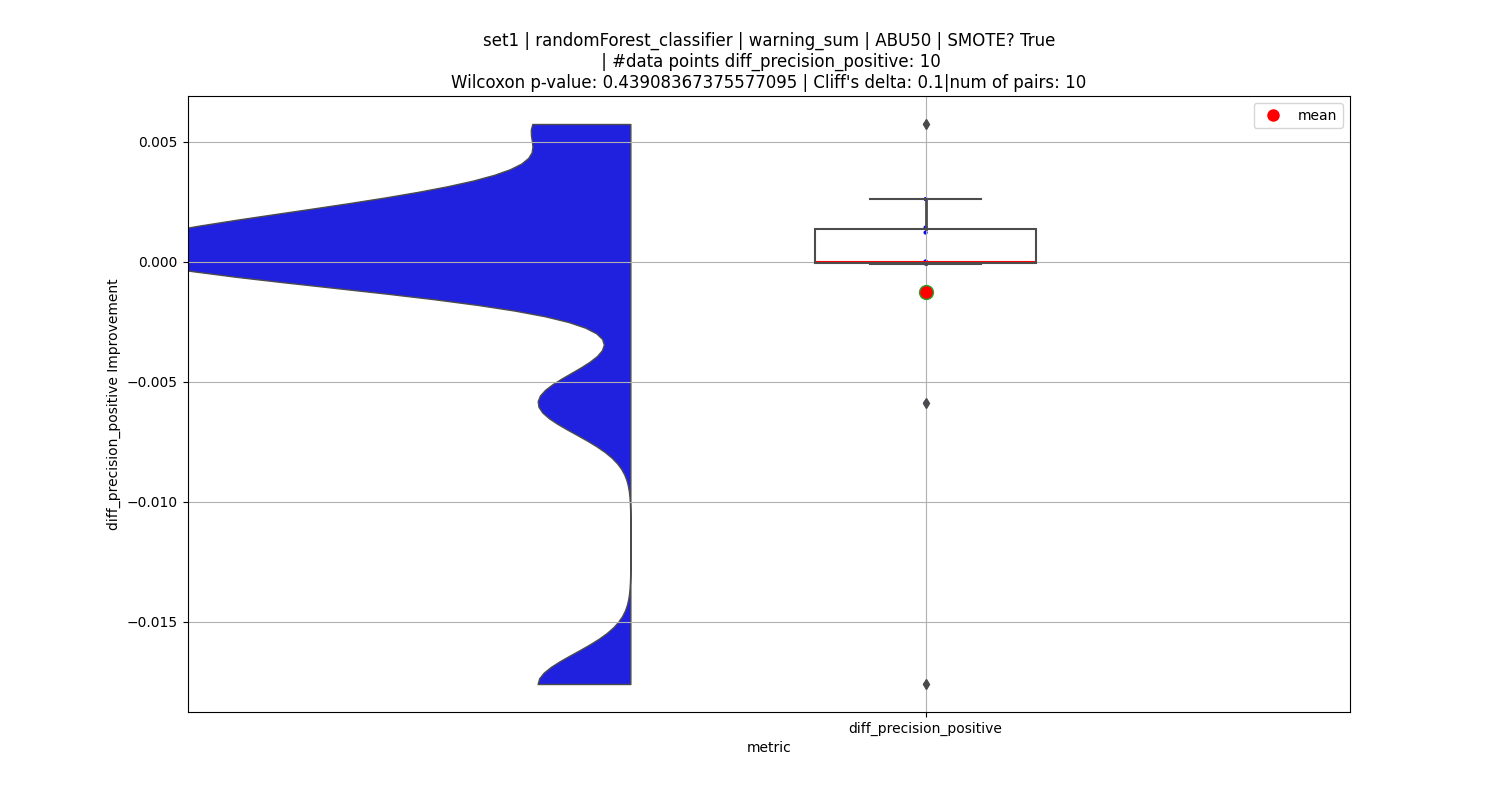 set1 | randomForest_classifier | warning_sum | ABU50 | SMOTE? True
| #data points diff_precision_positive: 10
Wilcoxon p-value: 0.43908367375577095 | Cliff's delta: 0.1|num of pairs: 10
mean
0.005
0.000
−0.005
−0.010
−0.015
diff_precision_positive Improvement
diff_precision_positive
metric